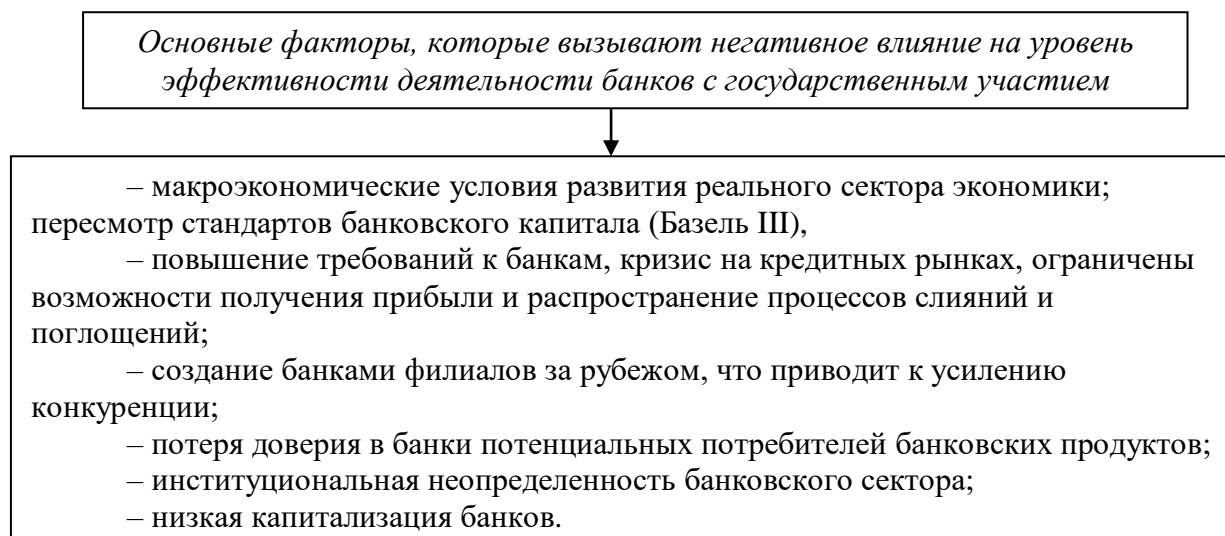 Основные факторы, которые вызывают негативное влияние на уровень
эффективности деятельности банков с государственным участием
– макроэкономические условия развития реального сектора экономики;
пересмотр стандартов банковского капитала (Базель III),
– повышение требований к банкам, кризис на кредитных рынках, ограничены
возможности получения прибыли и распространение процессов слияний и
поглощений;
– создание банками филиалов за рубежом, что приводит к усилению
конкуренции;
– потеря доверия в банки потенциальных потребителей банковских продуктов;
– институциональная неопределенность банковского сектора;
– низкая капитализация банков.